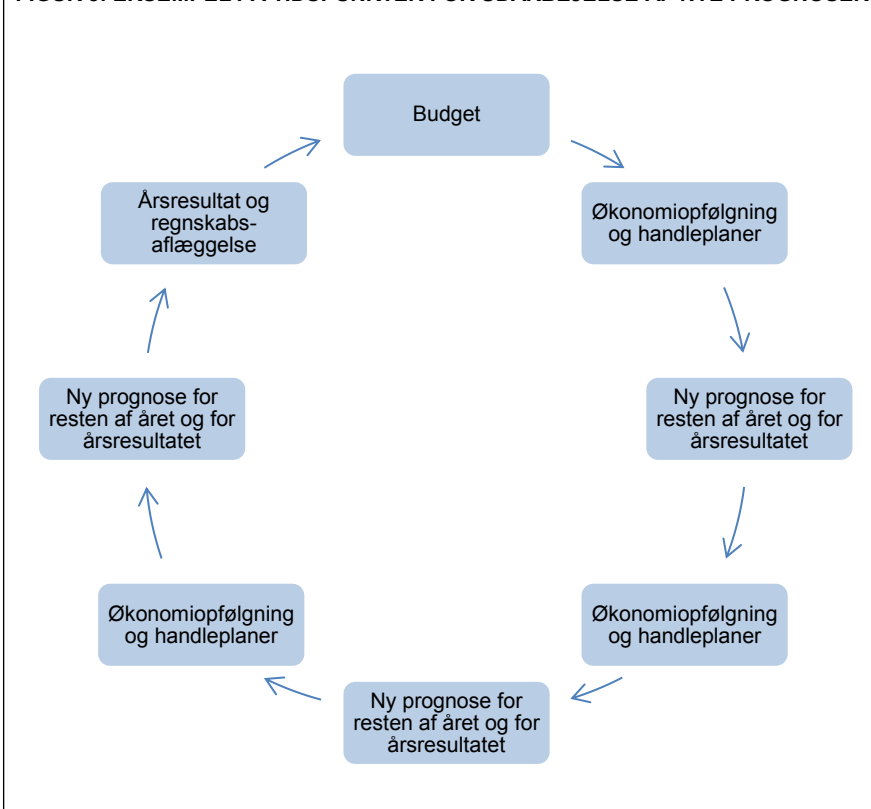 Budget
Økonomiopfølgning
og handleplaner
Ny prognose for
resten af året og for
årsresultatet
Økonomiopfølgning
og handleplaner
Ny prognose for
resten af året og for
årsresultatet
Økonomiopfølgning
og handleplaner
Ny prognose for
resten af året og for
årsresultatet
Årsresultat og
regnskabs-
aflæggelse